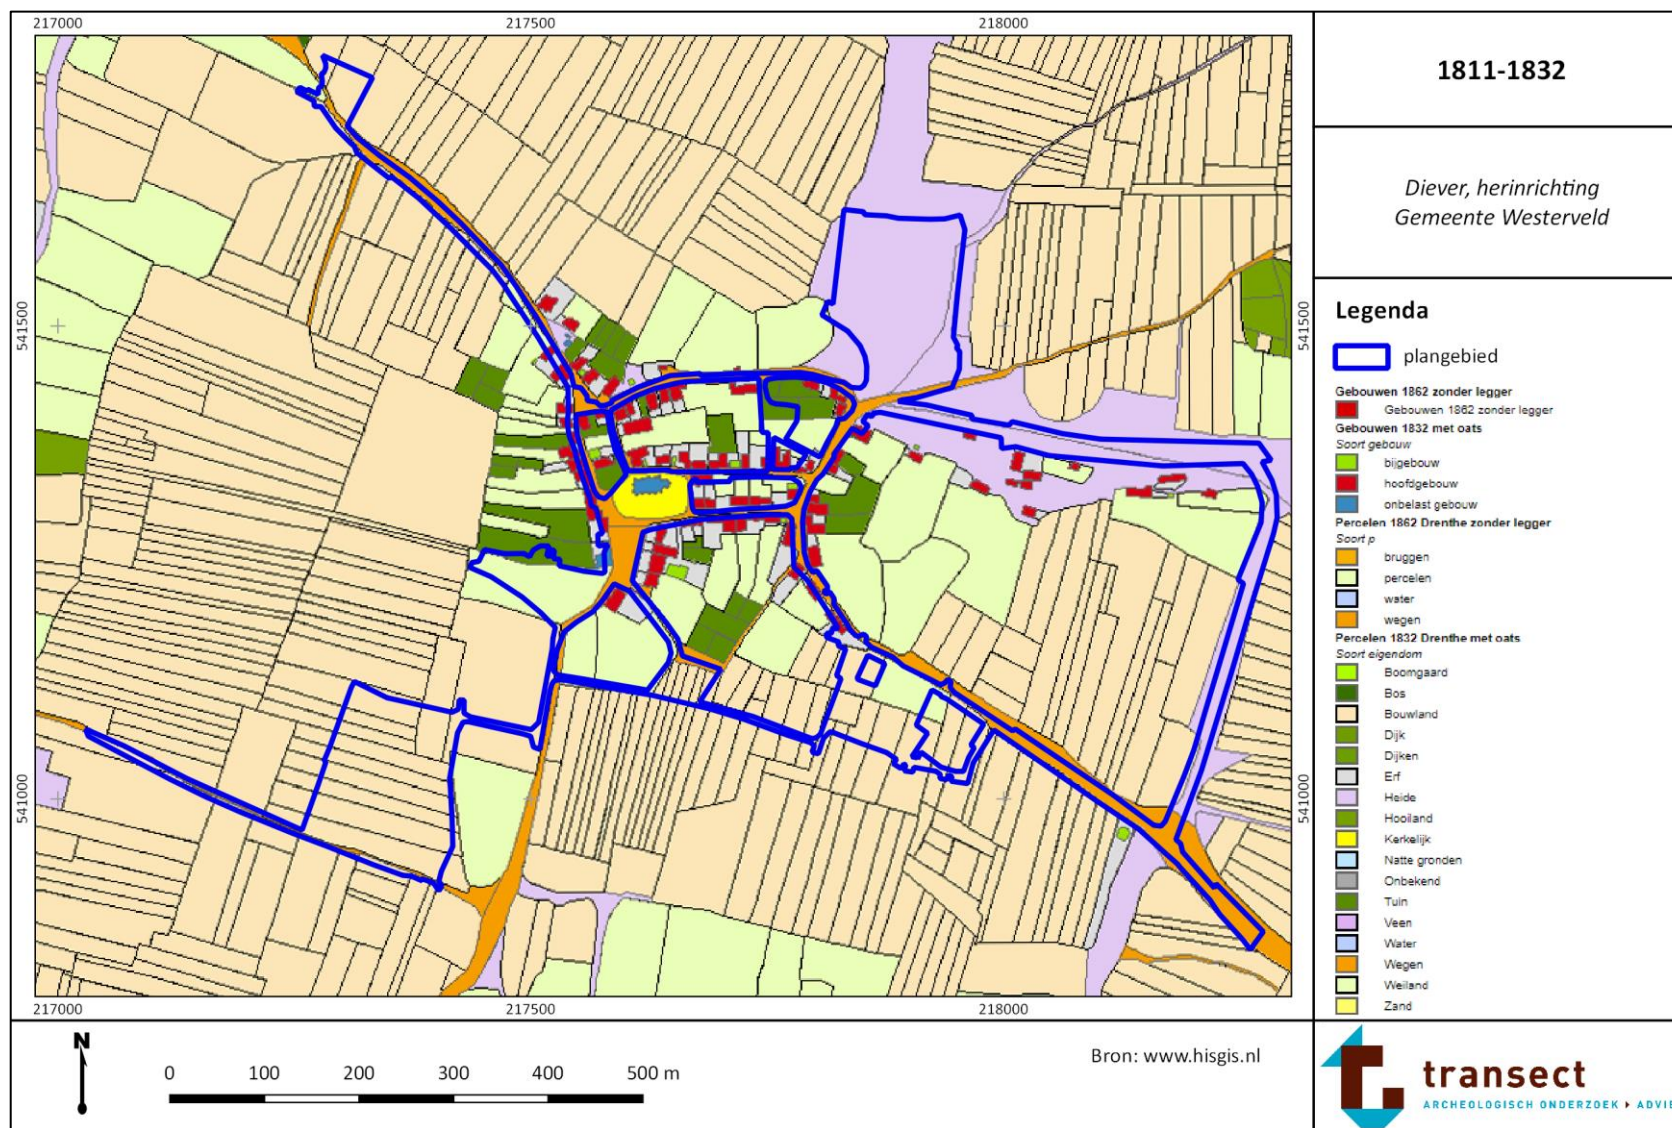 217000 217500 218000
541500 541500
541000 541000
217000 217500 218000
1811-1832
Diever, herinrichting
Gemeente Westerveld
Legenda
plangebied
Gebouwen 1862 zonder legger
Gebouwen 1862 zonder legger
Gebouwen 1832 met oats
Soort gebouw
bijgebouw
hoofdgebouw
onbelast gebouw
Percelen 1862 Drenthe zonder legger
Soort p
bruggen
percelen
water
wegen
Percelen 1832 Drenthe met oats
Soort eigendom
Boomgaard
Bos
Bouwland
Dijk
Dijken
Erf
Heide
Hooiland
Kerkelijk
Natte gronden
Onbekend
Tuin
Veen
Water
Wegen
Weiland
Zand
N
0 100 200 300 400 500 m
Bron: www.hisgis.nl
transect
ARCHEOLOGISCH ONDERZOEK ADVIE